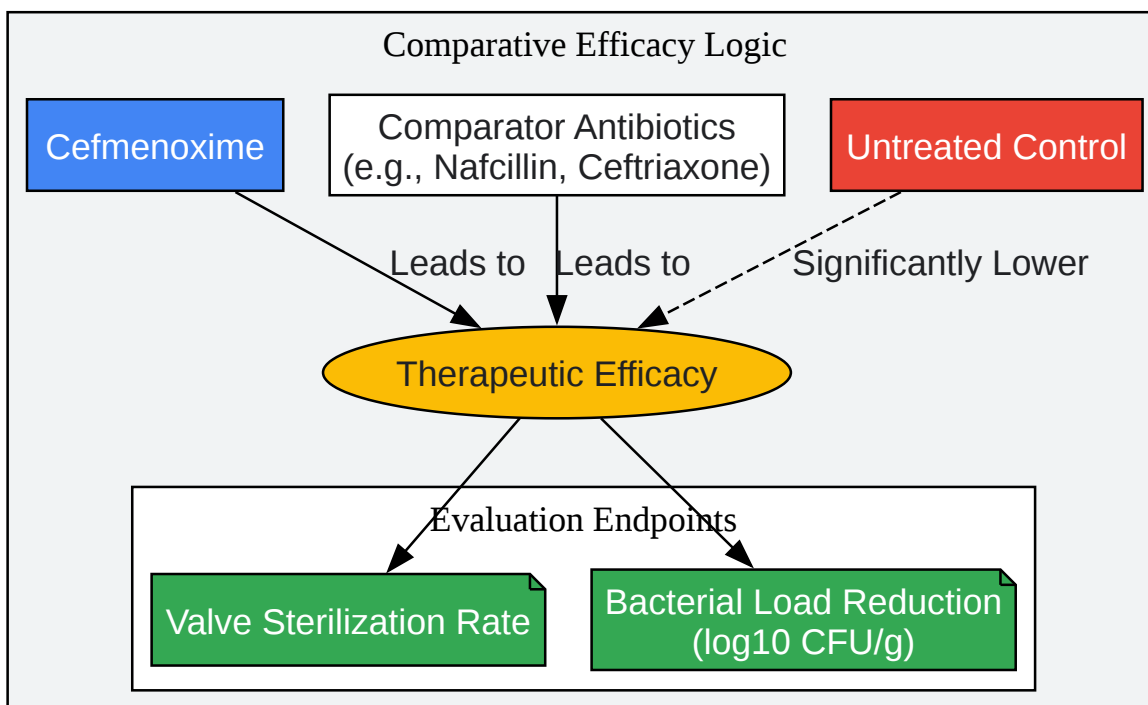 Comparative Efficacy Logic
Cefmenoxime
Comparator Antibiotics
(e.g., Nafcillin, Ceftriaxone)
Untreated Control
Leads to
Leads to
Significantly Lower
Therapeutic Efficacy
Evaluation Endpoints
Valve Sterilization Rate
Bacterial Load Reduction
(log10 CFU/g)